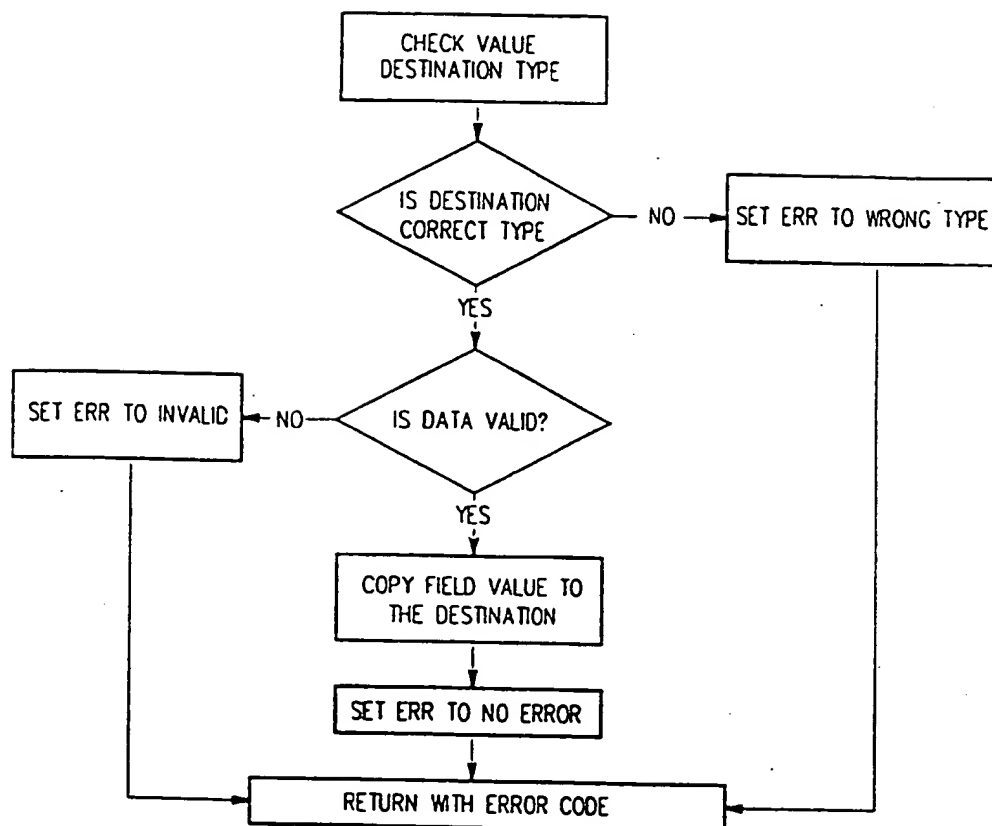 CHECK VALUE
DESTINATION TYPE
IS DESTINATION
CORRECT TYPE
NO
SET ERR TO WRONG TYPE
YES
SET ERR TO INVALID
NO
IS DATA VALID?
YES
COPY FIELD VALUE TO
THE DESTINATION
SET ERR TO NO ERROR
RETURN WITH ERROR CODE